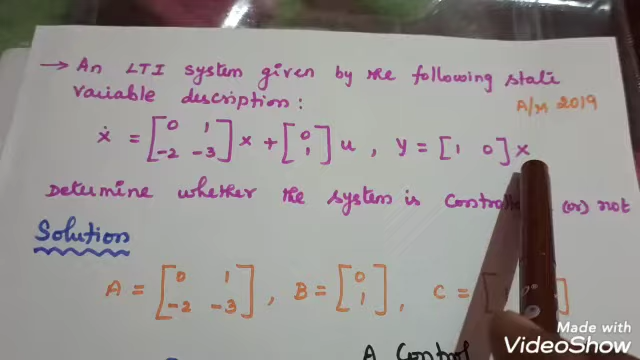 → An LTI system given by the following state
variable description: A/M 2019
ẋ = [0 1; -2 -3] x + [0; 1] u, y = [1 0] x
Determine whether the system is (or) not
Solution
A = [0 1; -2 -3], B = [0; 1], C = [
A
Made with
VideoShow